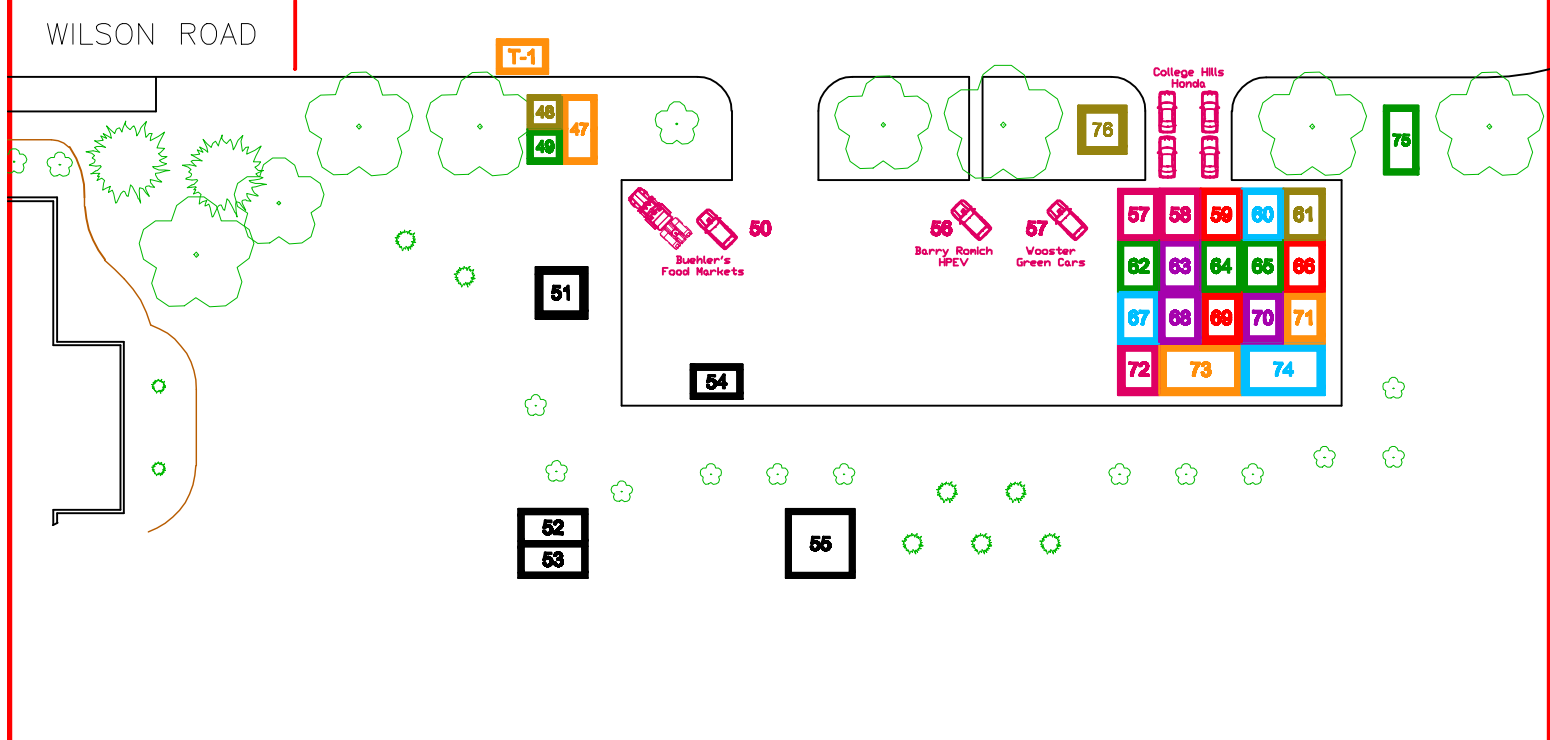 WILSON ROAD
T-1
48
47
49
College Hills
Honda
76
75
50
Buehler's
Food Markets
56
Barry Romich
HPEV
57
Wooster
Green Cars
57 58 59 60 61
62 63 64 65 66
67 68 69 70 71
72 73 74
51
54
52
53
55